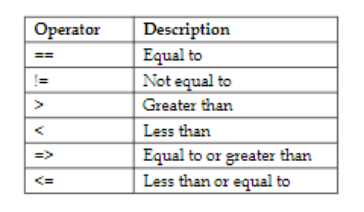 Operator Description
== Equal to
!= Not equal to
> Greater than
< Less than
=> Equal to or greater than
<= Less than or equal to